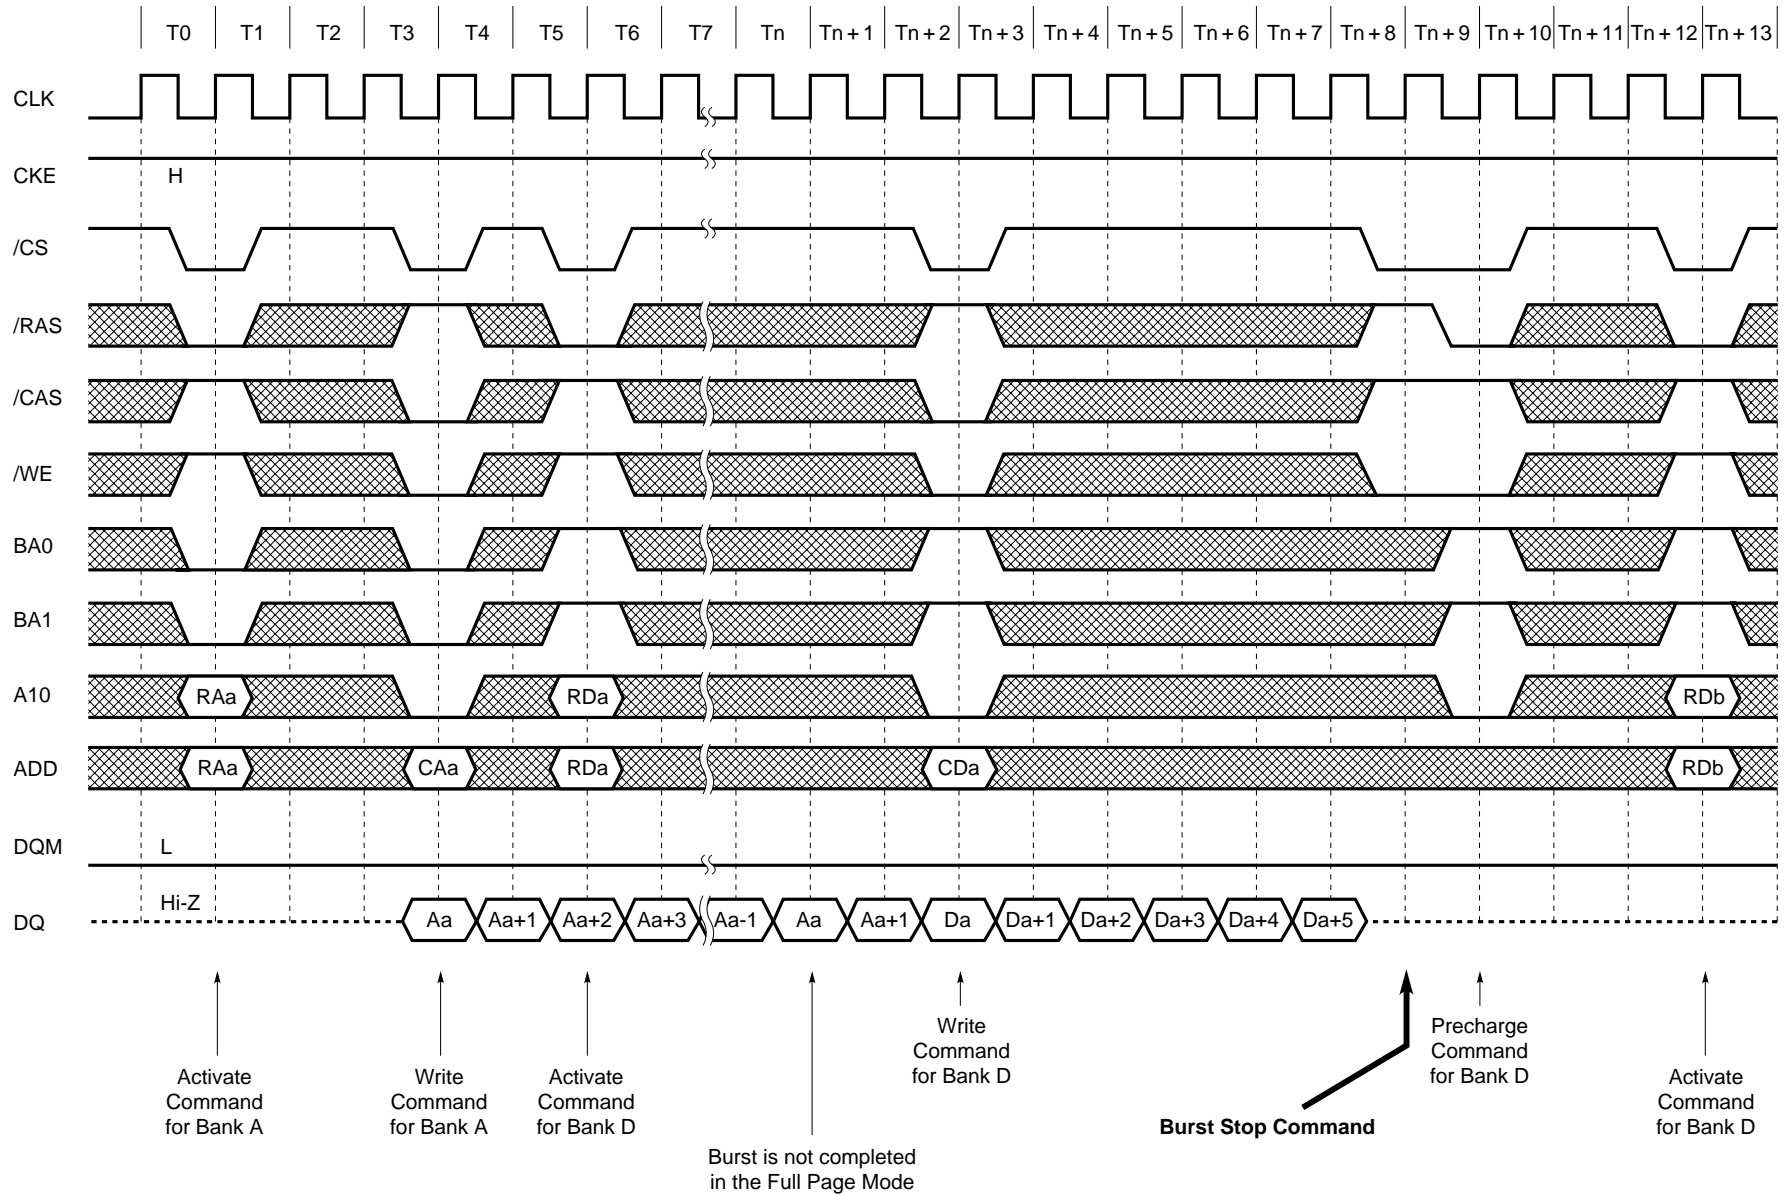 T0 T1 T2 T3 T4 T5 T6 T7 Tn Tn + 1 Tn + 2 Tn + 3 Tn + 4 Tn + 5 Tn + 6 Tn + 7 Tn + 8 Tn + 9 Tn + 10 Tn + 11 Tn + 12 Tn + 13
CLK
CKE H
/CS
/RAS
/CAS
/WE
BA0
BA1
A10 RAa RDa RDb
ADD RAa CAa RDa CDa RDb
DQM L
Hi-Z
DQ Aa Aa+1 Aa+2 Aa+3 Aa-1 Aa Aa+1 Da Da+1 Da+2 Da+3 Da+4 Da+5
Activate
Command
for Bank A
Write
Command
for Bank A
Activate
Command
for Bank D
Burst is not completed
in the Full Page Mode
Write
Command
for Bank D
Burst Stop Command
Precharge
Command
for Bank D
Activate
Command
for Bank D